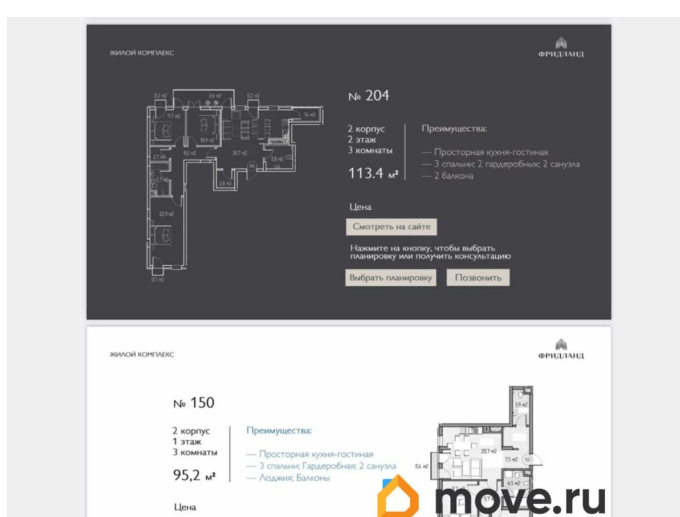 ЖИЛОЙ КОМПЛЕКС
ФРИДЛАНД
№ 204
2 корпус
2 этаж
3 комнаты
113.4 м²
Преимущества:
— Просторная кухня-гостиная
— 3 спальни; 2 гардеробных; 2 санузла
— 2 балкона
Цена
Смотреть на сайте
Нажмите на кнопку, чтобы выбрать
планировку или получить консультацию
Выбрать планировку
Позвонить
ЖИЛОЙ КОМПЛЕКС
ФРИДЛАНД
№ 150
2 корпус
1 этаж
3 комнаты
95,2 м²
Преимущества:
— Просторная кухня-гостиная
— 3 спальни; Гардеробная; 2 санузла
— Лоджия; Балконы
Цена
move.ru